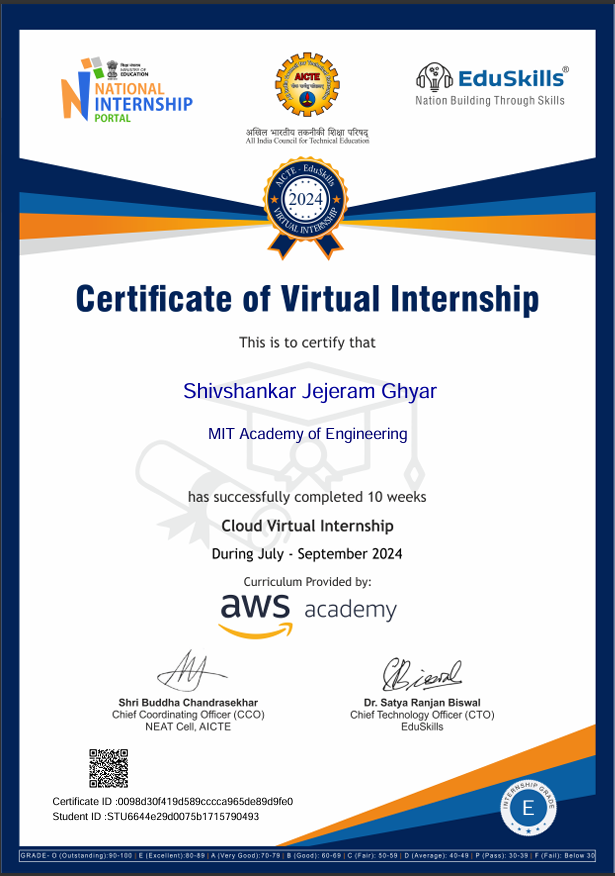 शिक्षा मंत्रालय
MINISTRY OF
EDUCATION
NATIONAL
INTERNSHIP
PORTAL
AICTE
अखिल भारतीय तकनीकी शिक्षा परिषद्
All India Council for Technical Education
EduSkills®
Nation Building Through Skills
AICTE - EduSkills
2024
VIRTUAL INTERNSHIP
Certificate of Virtual Internship
This is to certify that
Shivshankar Jejeram Ghyar
MIT Academy of Engineering
has successfully completed 10 weeks
Cloud Virtual Internship
During July - September 2024
Curriculum Provided by:
aws academy
Shri Buddha Chandrasekhar
Chief Coordinating Officer (CCO)
NEAT Cell, AICTE
Dr. Satya Ranjan Biswal
Chief Technology Officer (CTO)
EduSkills
Certificate ID :0098d30f419d589cccca965de89d9fe0
Student ID :STU6644e29d0075b1715790493
INTERNSHIP GRADE
E
GRADE- O (Outstanding):90-100 | E (Excellent):80-89 | A (Very Good):70-79 | B (Good): 60-69 | C (Fair): 50-59 | D (Average): 40-49 | P (Pass): 30-39 | F (Fail): Below 30